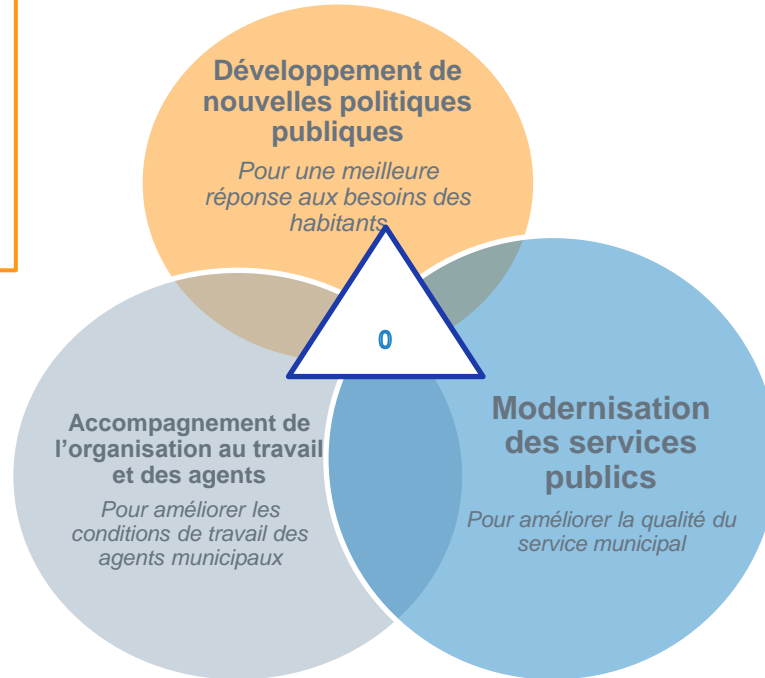 Développement de
nouvelles politiques
publiques
Pour une meilleure
réponse aux besoins des
habitants
0
Accompagnement de
l’organisation au travail
et des agents
Pour améliorer les
conditions de travail des
agents municipaux
Modernisation
des services
publics
Pour améliorer la qualité du
service municipal